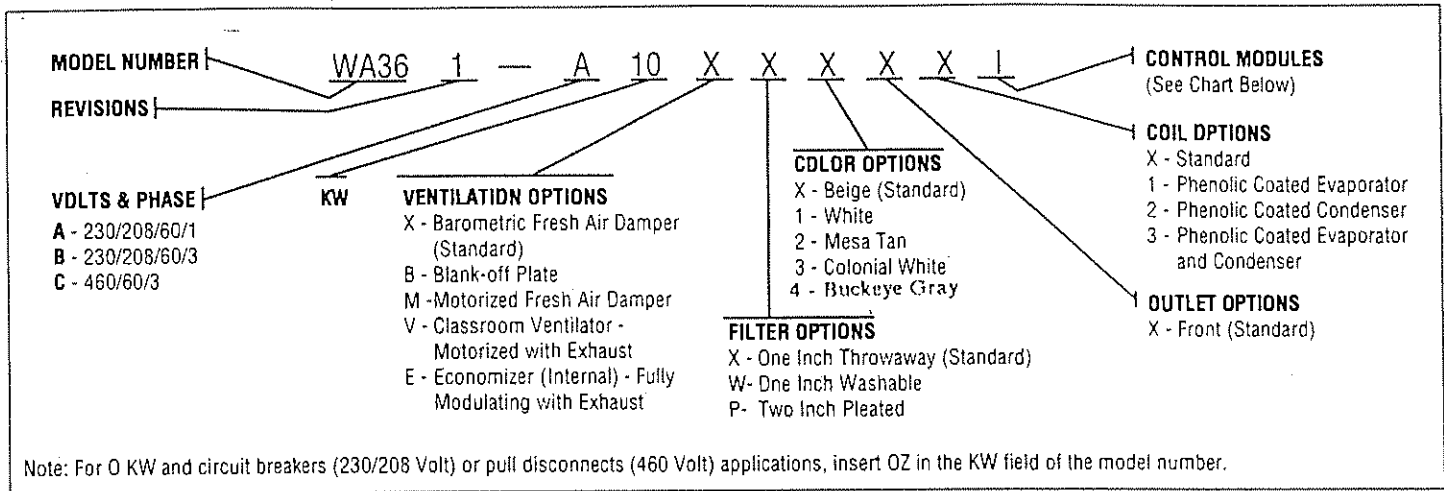 MODEL NUMBER
WA36 1 — A 10 X X X X X I
REVISIONS
VOLTS & PHASE
A - 230/208/60/1
B - 230/208/60/3
C - 460/60/3
KW
VENTILATION OPTIONS
X - Barometric Fresh Air Damper
(Standard)
B - Blank-off Plate
M -Motorized Fresh Air Damper
V - Classroom Ventilator -
Motorized with Exhaust
E - Economizer (Internal) - Fully
Modulating with Exhaust
FILTER OPTIONS
X - One Inch Throwaway (Standard)
W- One Inch Washable
P- Two Inch Pleated
COLOR OPTIONS
X - Beige (Standard)
1 - White
2 - Mesa Tan
3 - Colonial White
4 - Buckeye Gray
OUTLET OPTIONS
X - Front (Standard)
COIL OPTIONS
X - Standard
1 - Phenolic Coated Evaporator
2 - Phenolic Coated Condenser
3 - Phenolic Coated Evaporator
and Condenser
CONTROL MODULES
(See Chart Below)
Note: For O KW and circuit breakers (230/208 Volt) or pull disconnects (460 Volt) applications, insert OZ in the KW field of the model number.